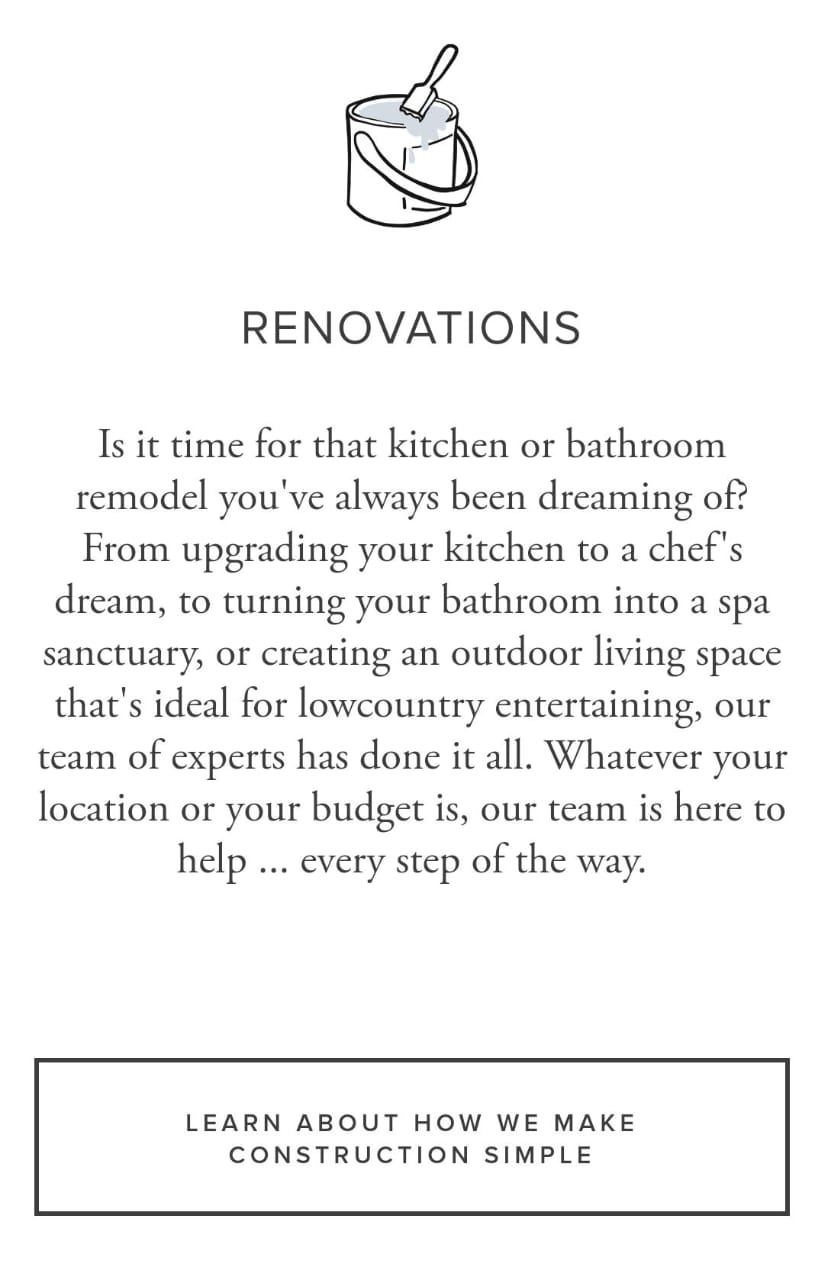 RENOVATIONS
Is it time for that kitchen or bathroom
remodel you've always been dreaming of?
From upgrading your kitchen to a chef's
dream, to turning your bathroom into a spa
sanctuary, or creating an outdoor living space
that's ideal for lowcountry entertaining, our
team of experts has done it all. Whatever your
location or your budget is, our team is here to
help ... every step of the way.
LEARN ABOUT HOW WE MAKE
CONSTRUCTION SIMPLE